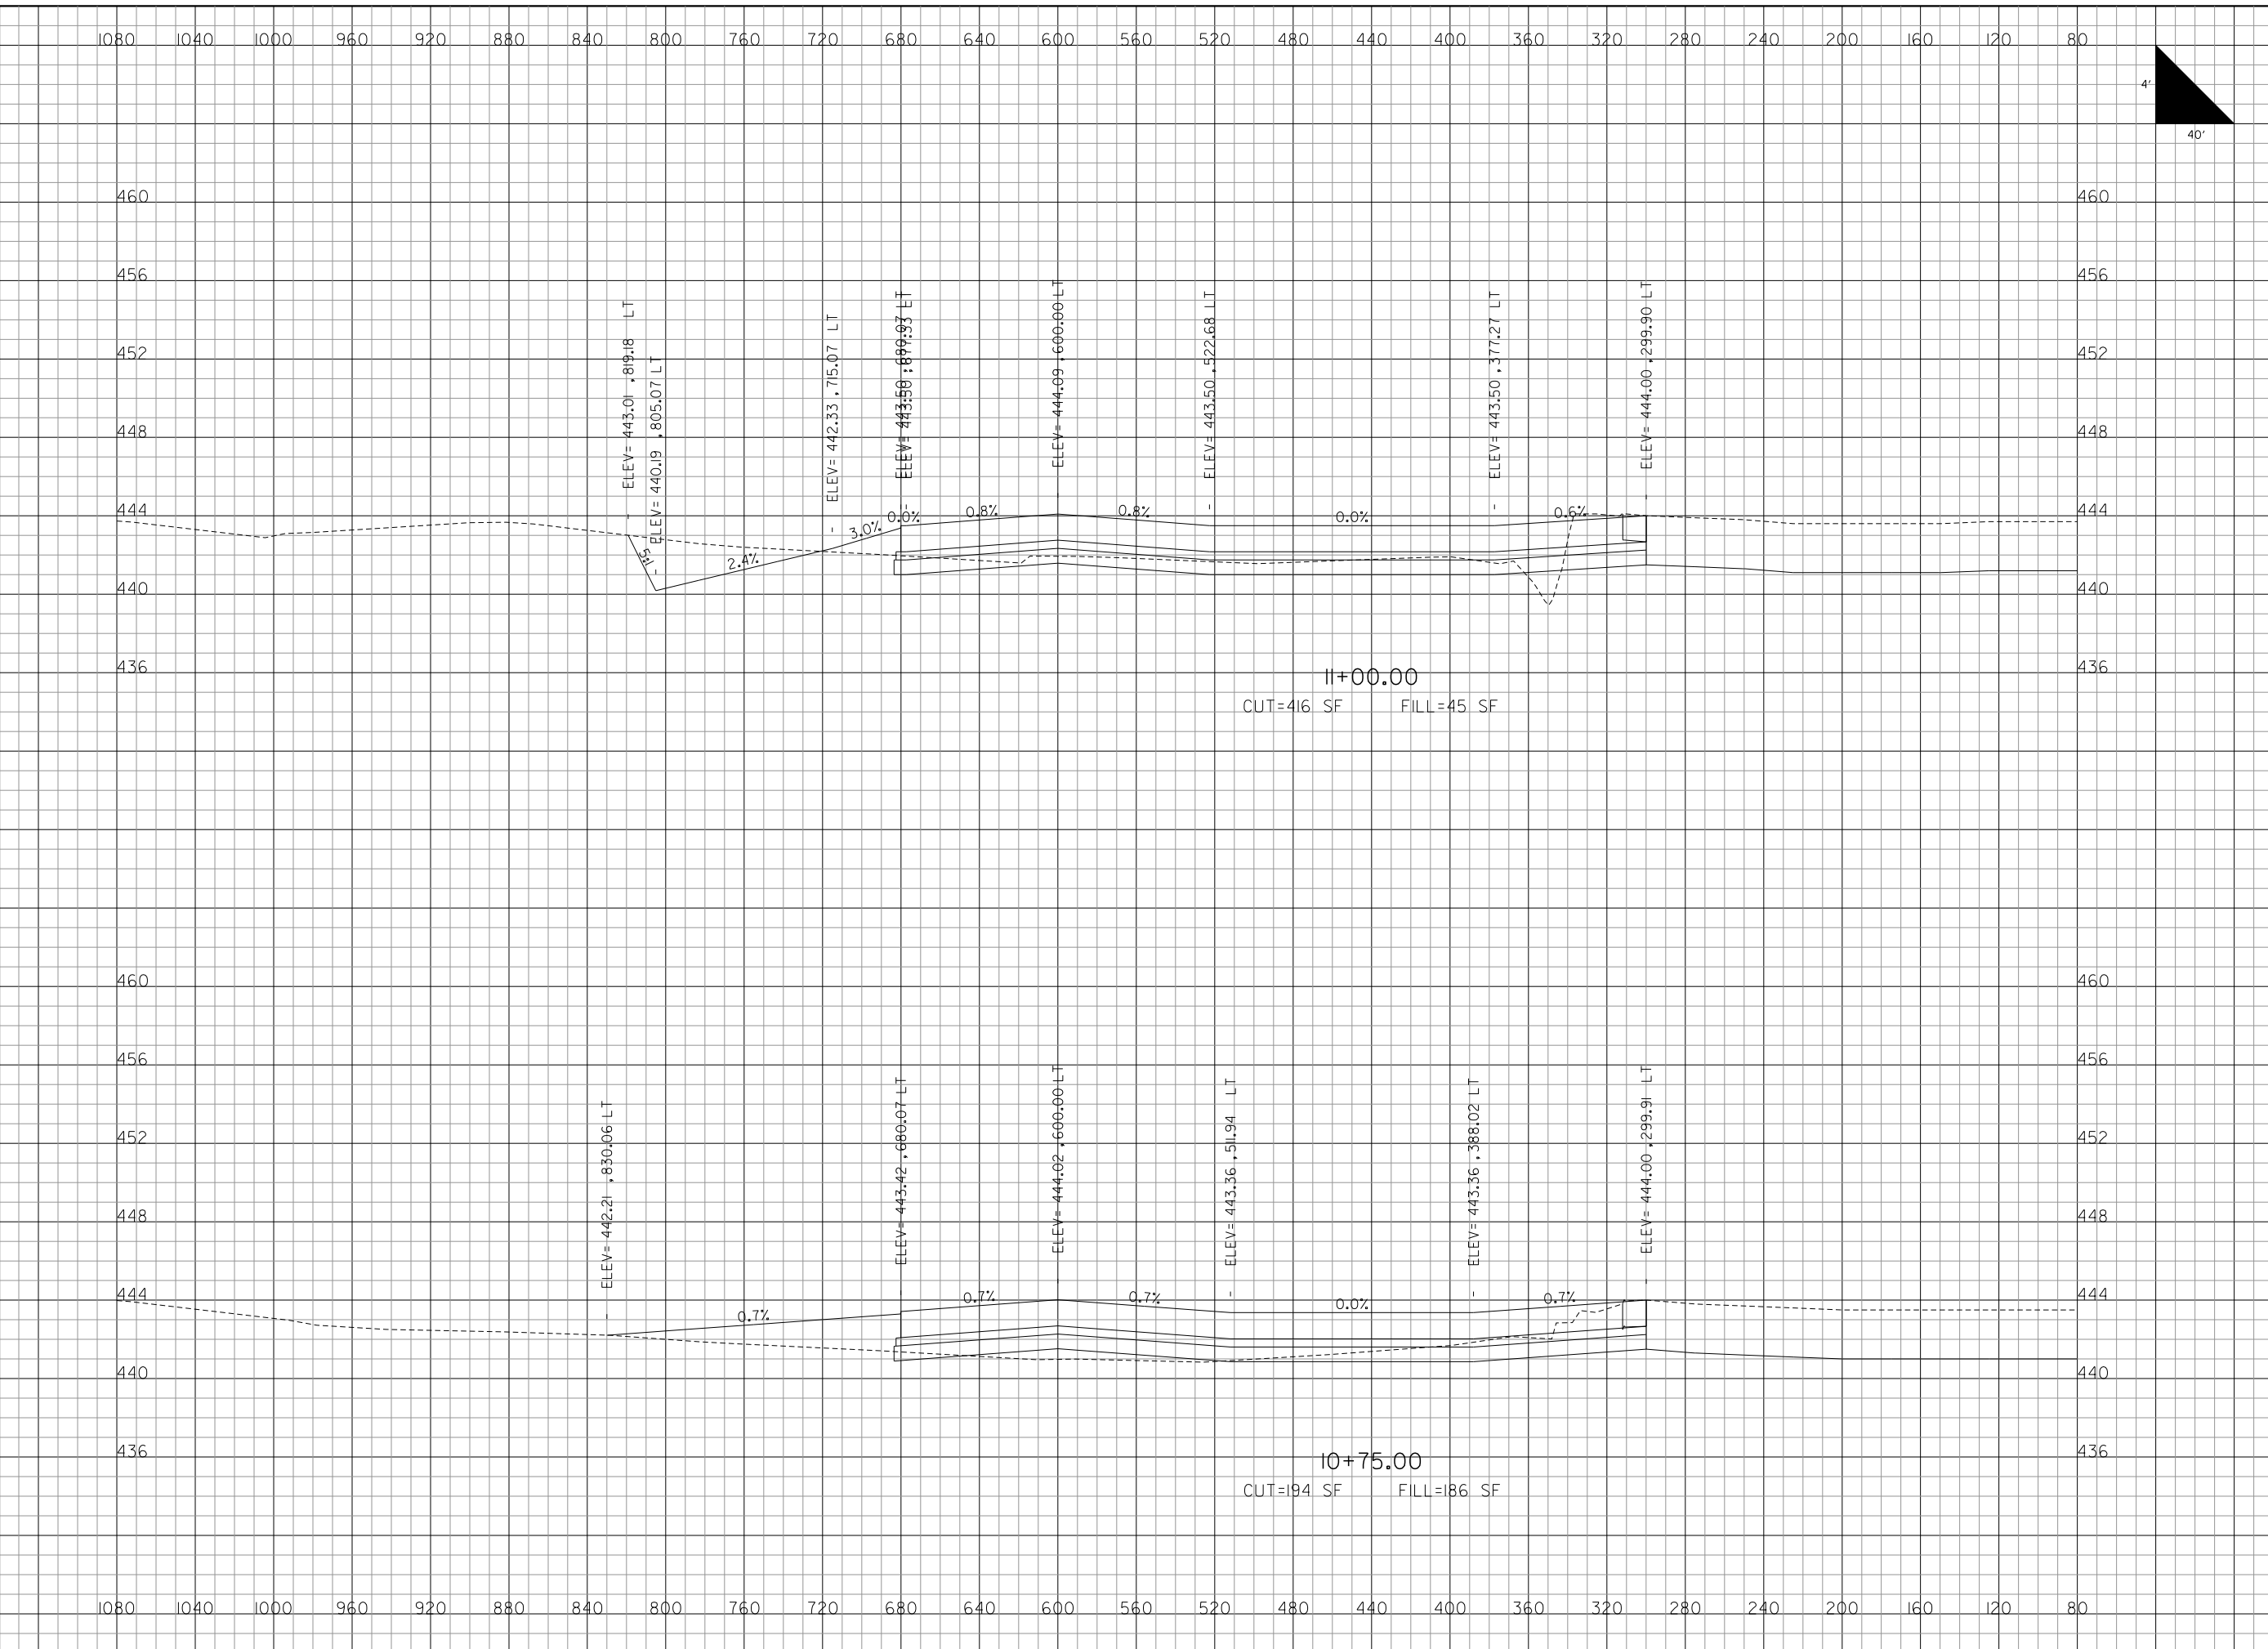 1080 1040 1000 960 920 880 840 800 760 720 680 640 600 560 520 480 440 400 360 320 280 240 200 160 120 80
4'
40'
460 460
456 456
452 452
448 448
444 444
440 440
436 436
ELEV= 443.01 ,819.18 LT
ELEV= 440.19 ,805.07 LT
ELEV= 442.33 ,715.07 LT
ELEV= 443.50 ,677.33 LT
ELEV= 444.09 ,600.00 LT
ELEV= 443.50 ,522.68 LT
ELEV= 443.50 ,377.27 LT
ELEV= 444.00 ,299.90 LT
5:1
2.4%
3.0%
0.0%
0.8%
0.8%
0.0%
0.6%
11+00.00
CUT=416 SF FILL=45 SF
460 460
456 456
452 452
448 448
444 444
440 440
436 436
ELEV= 442.21 ,830.06 LT
ELEV= 443.42 ,680.07 LT
ELEV= 444.02 ,600.00 LT
ELEV= 443.36 ,511.94 LT
ELEV= 443.36 ,388.02 LT
ELEV= 444.00 ,299.91 LT
0.7%
0.7%
0.7%
0.0%
0.7%
10+75.00
CUT=194 SF FILL=186 SF
1080 1040 1000 960 920 880 840 800 760 720 680 640 600 560 520 480 440 400 360 320 280 240 200 160 120 80